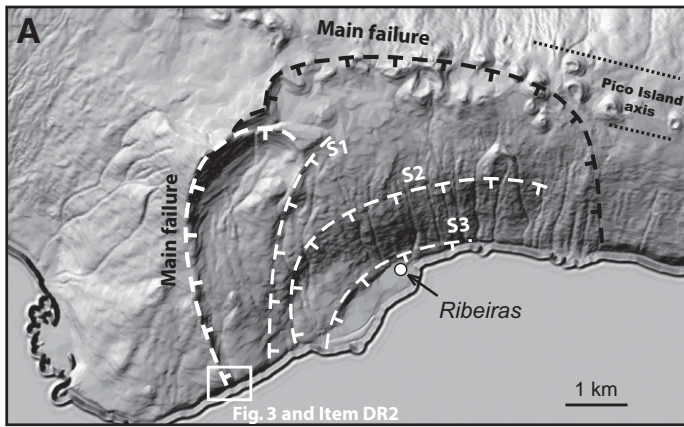 A
Main failure
Pico Island
axis
S1
S2
Main failure
S3
Ribeiras
1 km
Fig. 3 and Item DR2